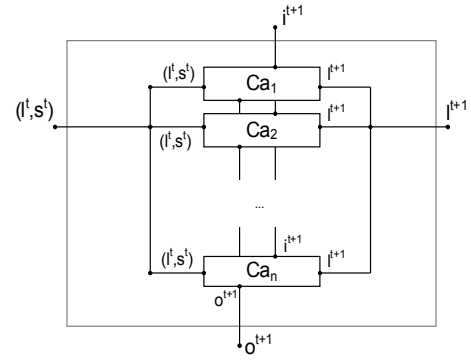 i^t+1
(l^t,s^t) Ca_1 l^t+1
(l^t,s^t) l^t+1 l^t+1
(l^t,s^t) Ca_2
...
i^t+1
(l^t,s^t) l^t+1
Ca_n
o^t+1
o^t+1